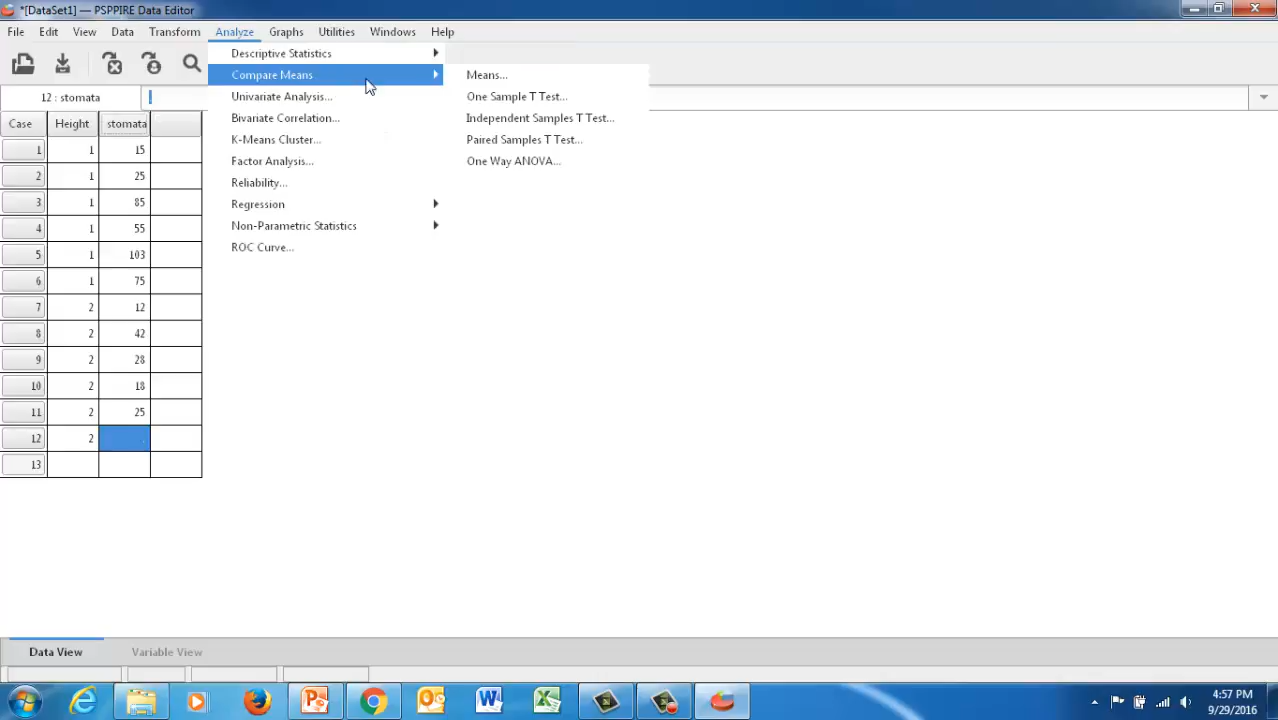 *[DataSet1] — PSPPIRE Data Editor
File Edit View Data Transform Analyze Graphs Utilities Windows Help
Descriptive Statistics
Compare Means
Univariate Analysis...
Bivariate Correlation...
K-Means Cluster...
Factor Analysis...
Reliability...
Regression
Non-Parametric Statistics
ROC Curve...
Means...
One Sample T Test...
Independent Samples T Test...
Paired Samples T Test...
One Way ANOVA...
12 : stomata
Case Height stomata
1 1 15
2 1 25
3 1 85
4 1 55
5 1 103
6 1 75
7 2 12
8 2 42
9 2 28
10 2 18
11 2 25
12 2 .
13
Data View Variable View
4:57 PM
9/29/2016